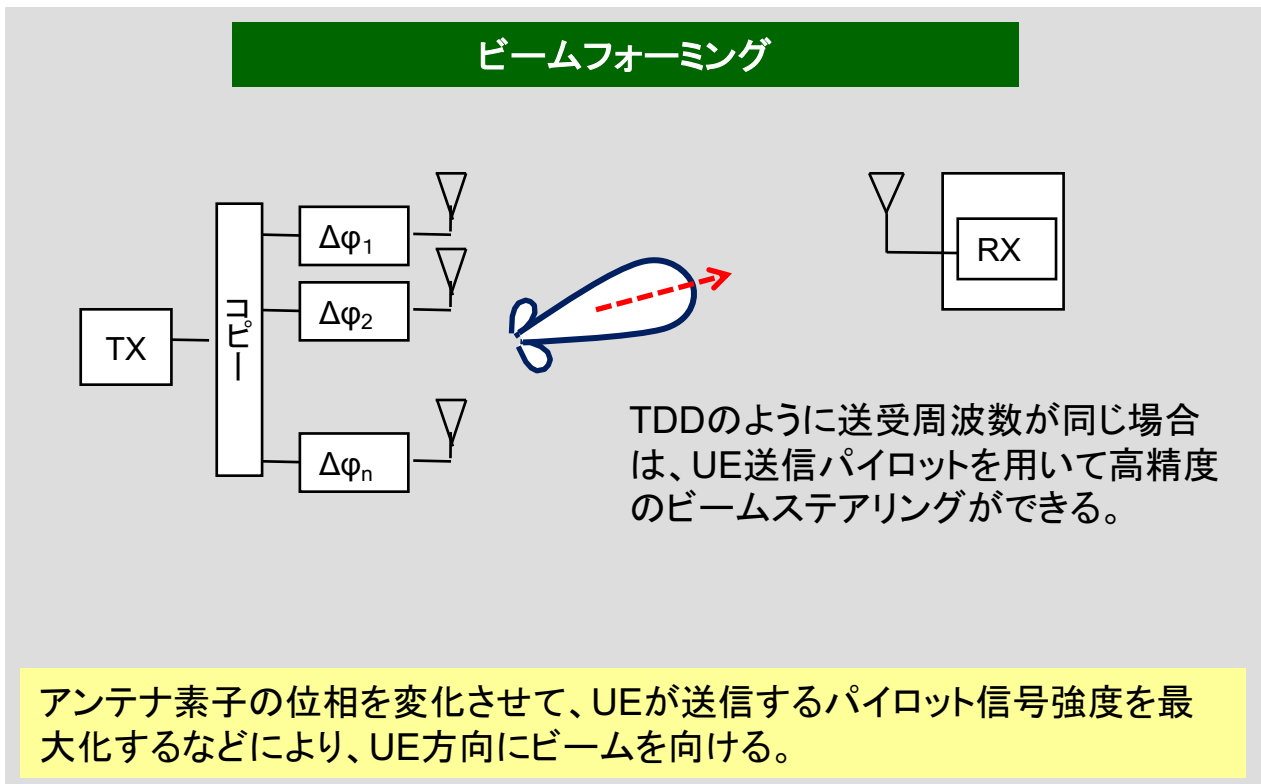 ビームフォーミング
Δφ1
Δφ2
Δφn
コピー
TX
RX
TDDのように送受周波数が同じ場合
は、UE送信パイロットを用いて高精度
のビームステアリングができる。
アンテナ素子の位相を変化させて、UEが送信するパイロット信号強度を最
大化するなどにより、UE方向にビームを向ける。